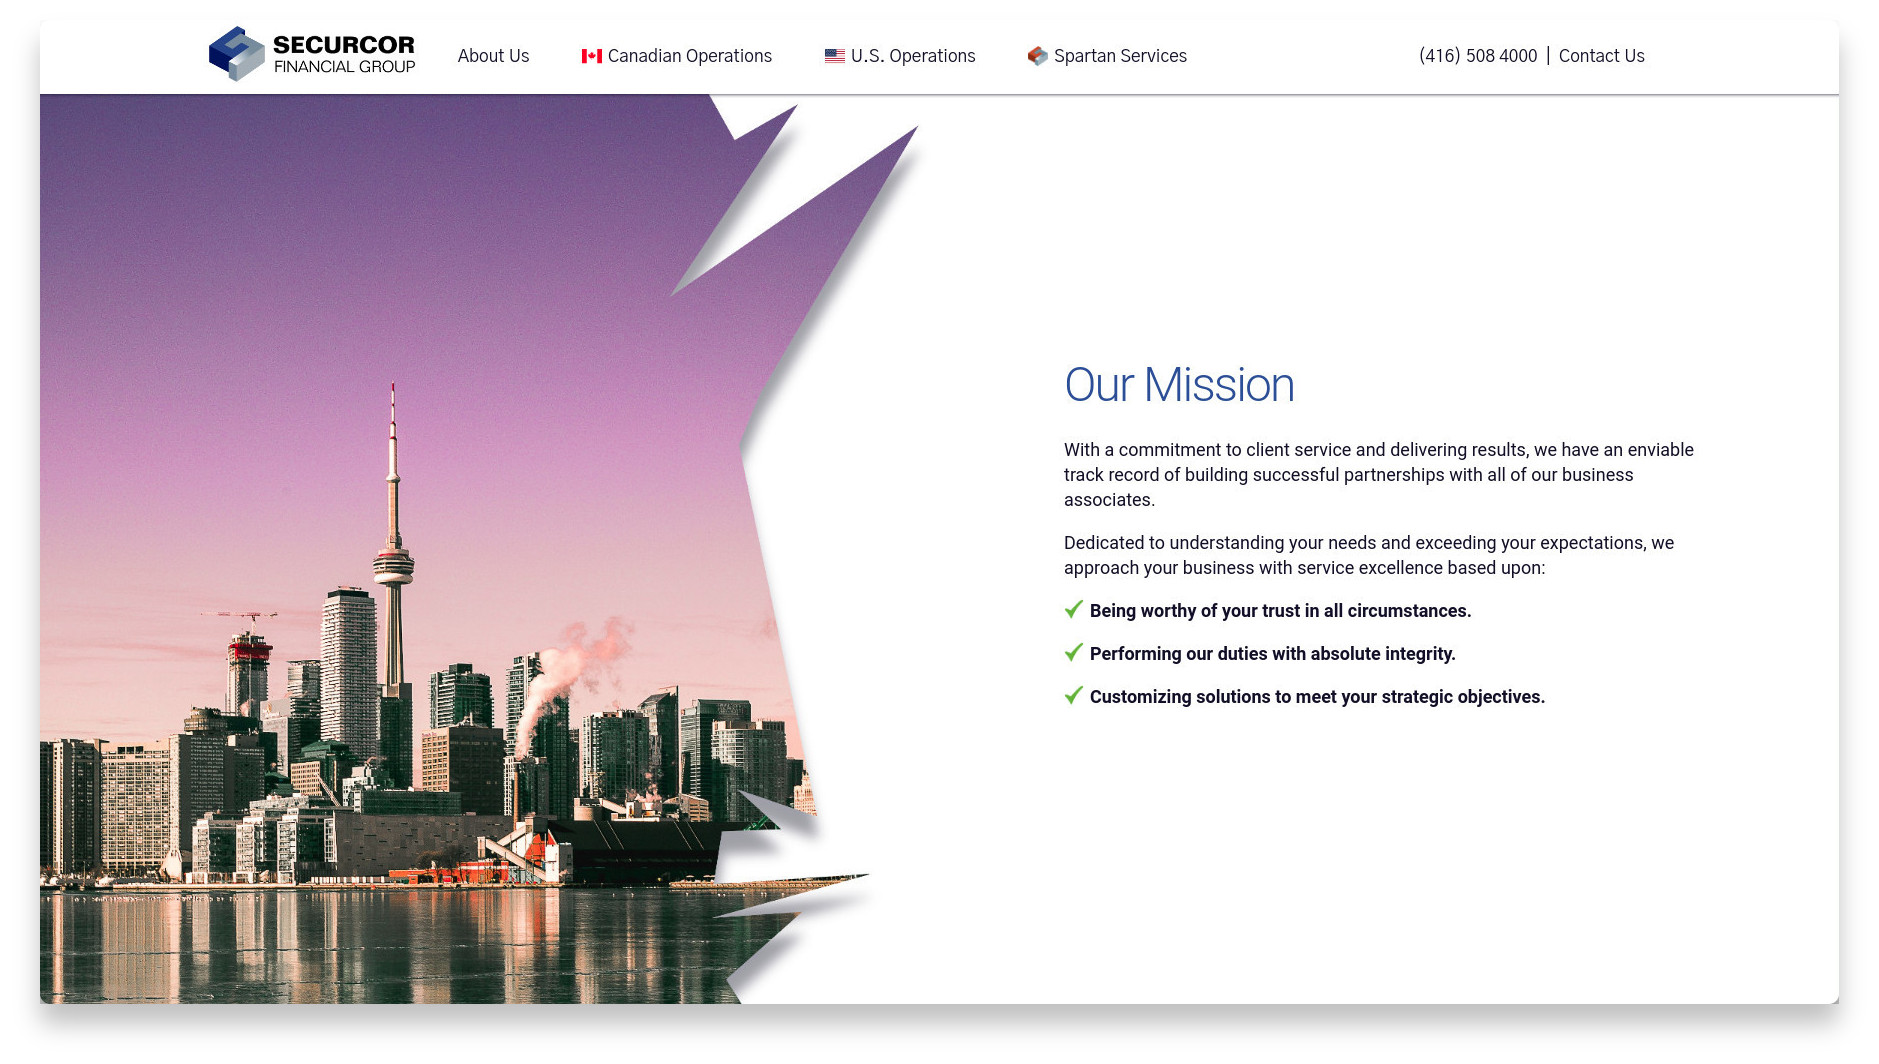 SECURCOR
FINANCIAL GROUP
About Us
Canadian Operations
U.S. Operations
Spartan Services
(416) 508 4000 | Contact Us
Our Mission
With a commitment to client service and delivering results, we have an enviable
track record of building successful partnerships with all of our business
associates.
Dedicated to understanding your needs and exceeding your expectations, we
approach your business with service excellence based upon:
Being worthy of your trust in all circumstances.
Performing our duties with absolute integrity.
Customizing solutions to meet your strategic objectives.